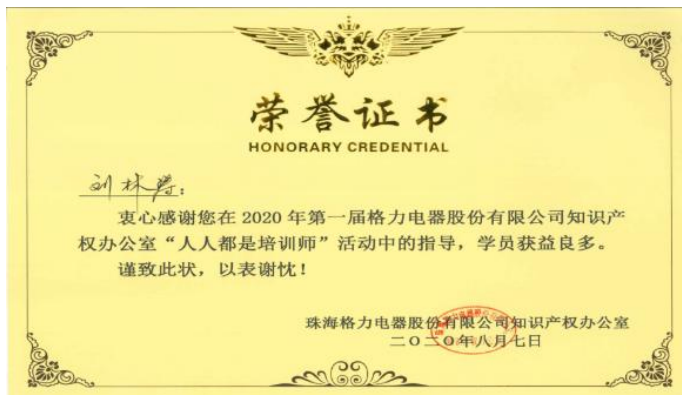 荣誉证书
HONORARY CREDENTIAL
刘林
衷心感谢您在 2020 年第一届格力电器股份有限公司知识产
权办公室“人人都是培训师”活动中的指导，学员获益良多。
谨致此状，以表谢忱！
珠海格力电器股份有限公司知识产权办公室
二〇二〇年八月七日